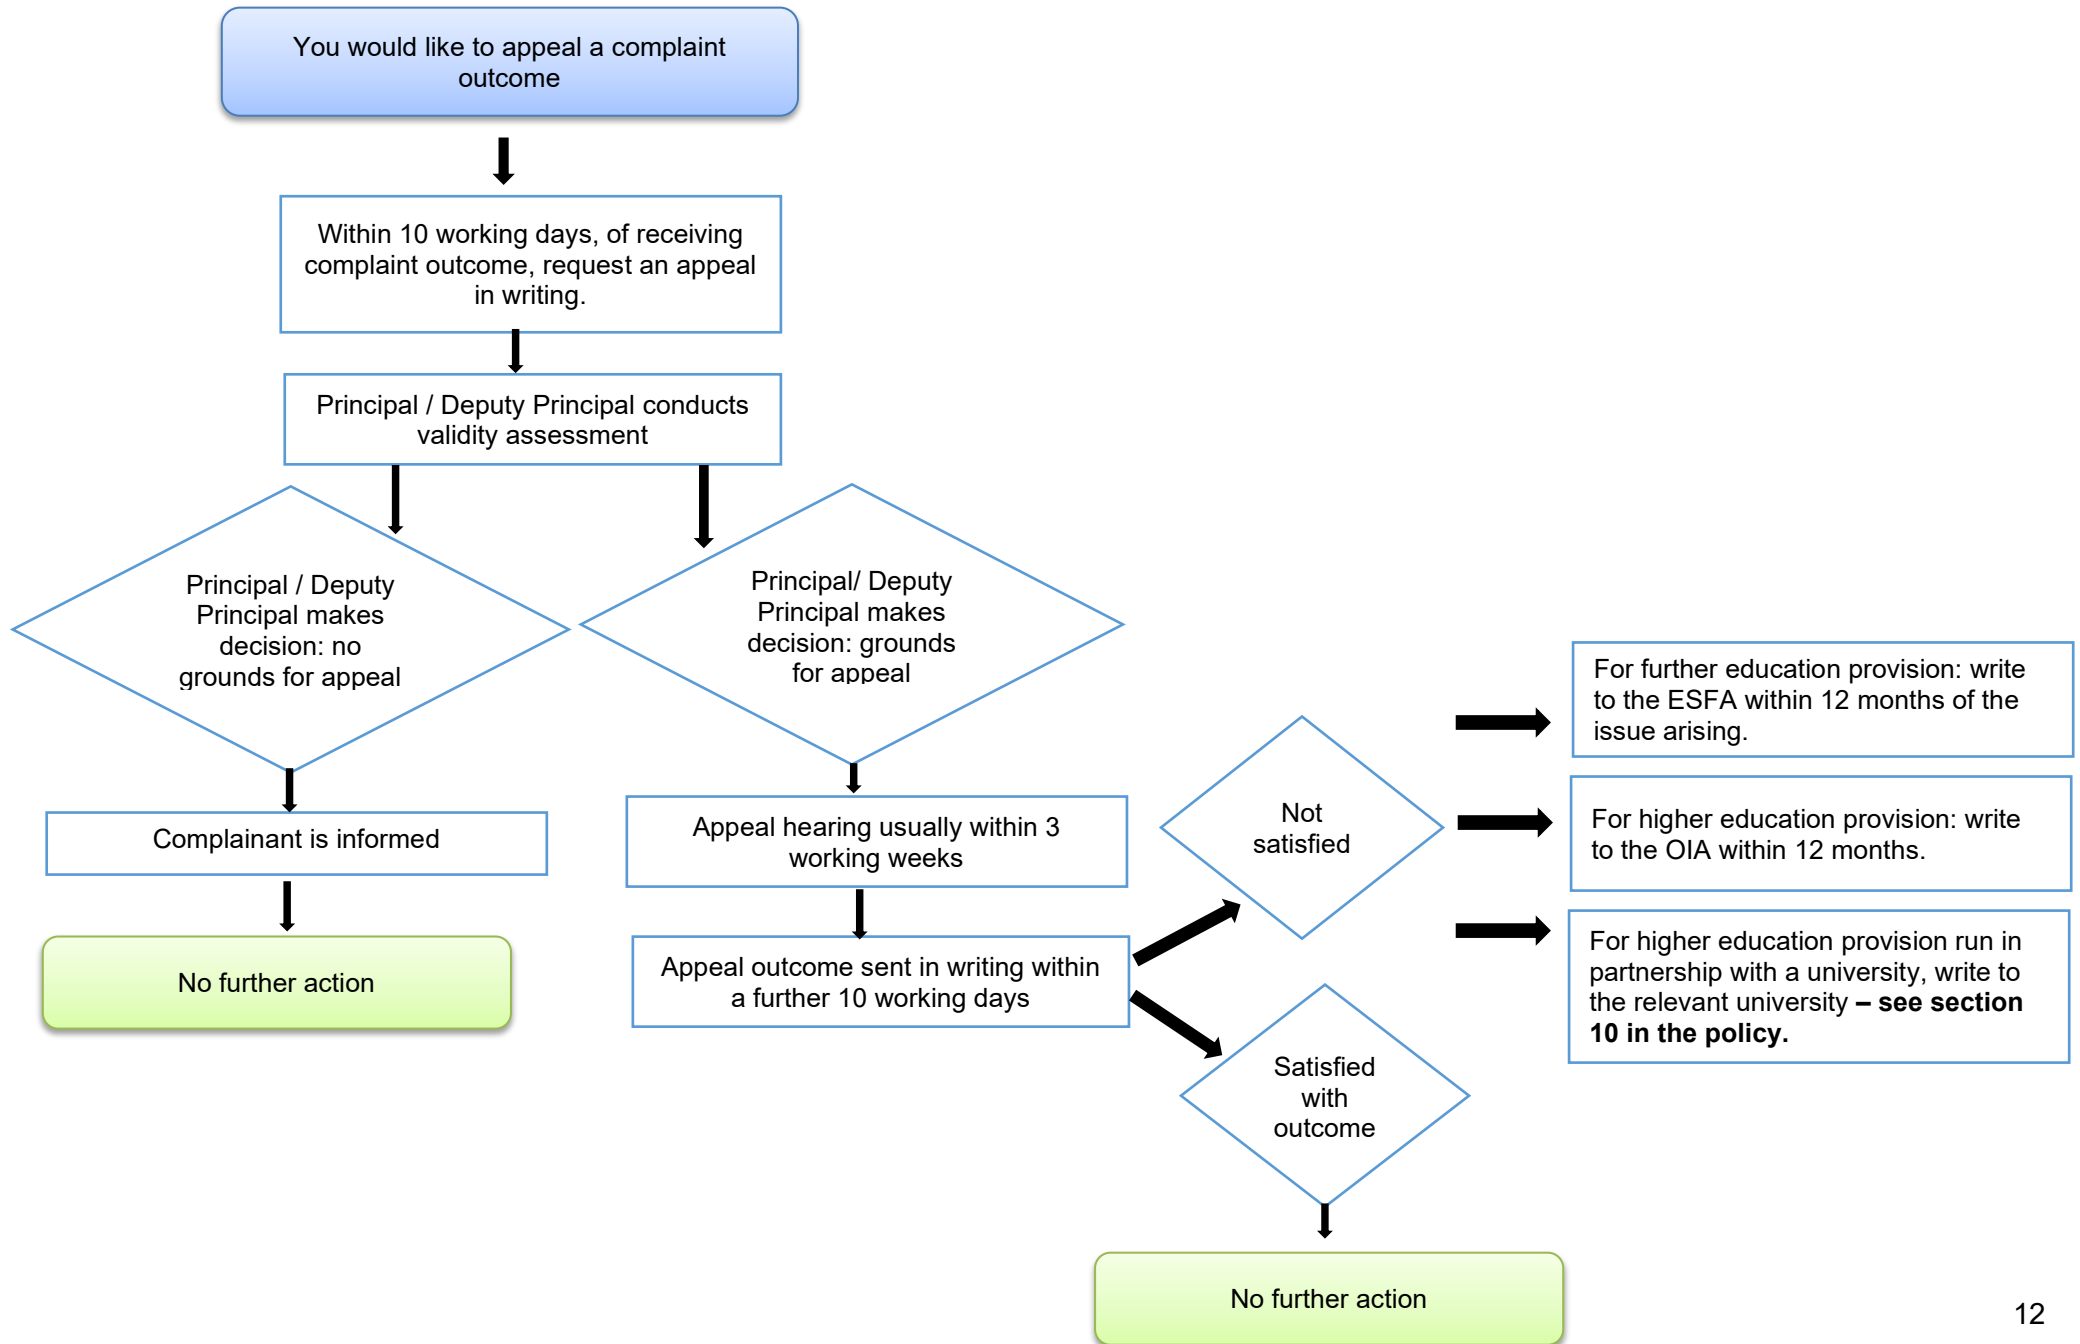 You would like to appeal a complaint
outcome
Within 10 working days, of receiving
complaint outcome, request an appeal
in writing.
Principal / Deputy Principal conducts
validity assessment
Principal / Deputy
Principal makes
decision: no
grounds for appeal
Principal/ Deputy
Principal makes
decision: grounds
for appeal
Complainant is informed
No further action
Appeal hearing usually within 3
working weeks
Appeal outcome sent in writing within
a further 10 working days
Not
satisfied
Satisfied
with
outcome
No further action
For further education provision: write
to the ESFA within 12 months of the
issue arising.
For higher education provision: write
to the OIA within 12 months.
For higher education provision run in
partnership with a university, write to
the relevant university – see section
10 in the policy.
12